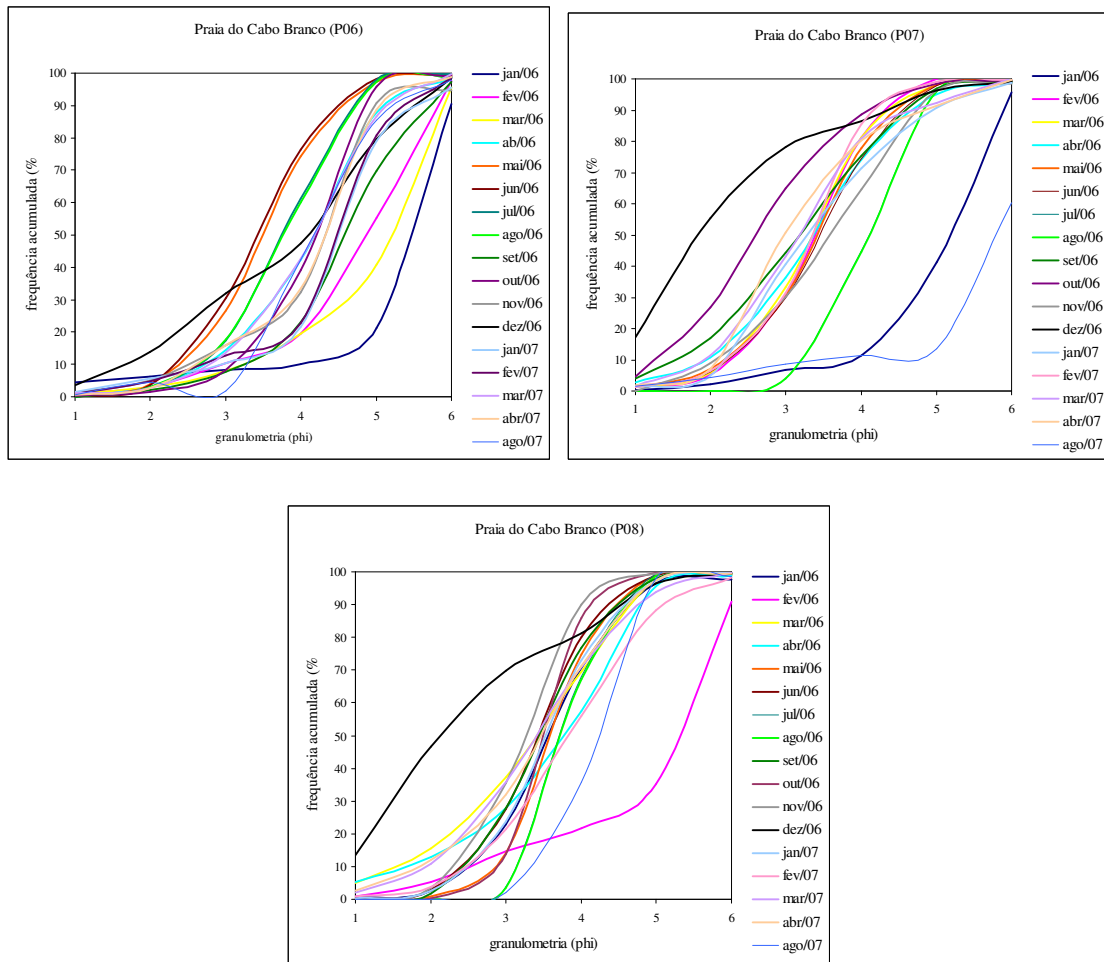 Praia do Cabo Branco (P06)
100
90
80
70
60
50
40
30
20
10
0
1 2 3 4 5 6
frequência acumulada (%
granulometria (phi)
jan/06
fev/06
mar/06
ab/06
mai/06
jun/06
jul/06
ago/06
set/06
out/06
nov/06
dez/06
jan/07
fev/07
mar/07
abr/07
ago/07
Praia do Cabo Branco (P07)
100
90
80
70
60
50
40
30
20
10
0
1 2 3 4 5 6
frequência acumulada (%
granulometria (phi)
jan/06
fev/06
mar/06
abr/06
mai/06
jun/06
jul/06
ago/06
set/06
out/06
nov/06
dez/06
jan/07
fev/07
mar/07
abr/07
ago/07
Praia do Cabo Branco (P08)
100
90
80
70
60
50
40
30
20
10
0
1 2 3 4 5 6
frequência acumulada (%
granulometria (phi)
jan/06
fev/06
mar/06
abr/06
mai/06
jun/06
jul/06
ago/06
set/06
out/06
nov/06
dez/06
jan/07
fev/07
mar/07
abr/07
ago/07